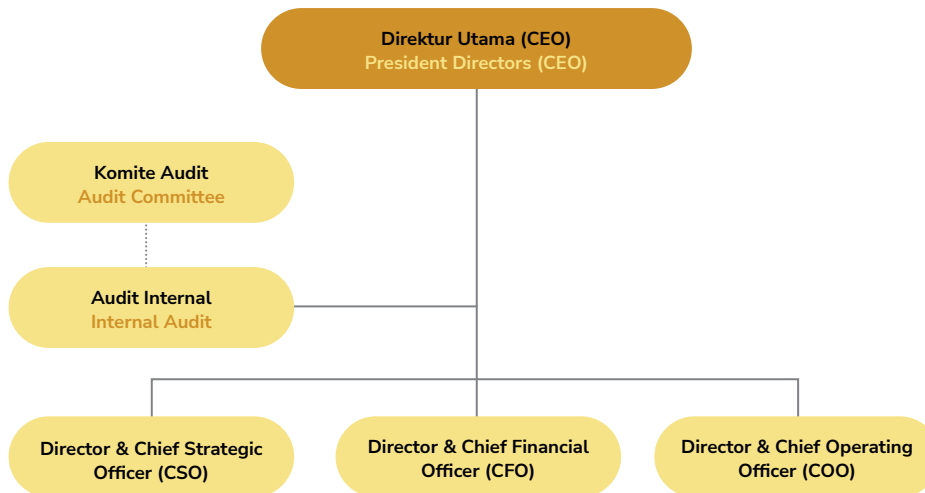 Direktur Utama (CEO)
President Directors (CEO)
Komite Audit
Audit Committee
Audit Internal
Internal Audit
Director & Chief Strategic
Officer (CSO)
Director & Chief Financial
Officer (CFO)
Director & Chief Operating
Officer (COO)